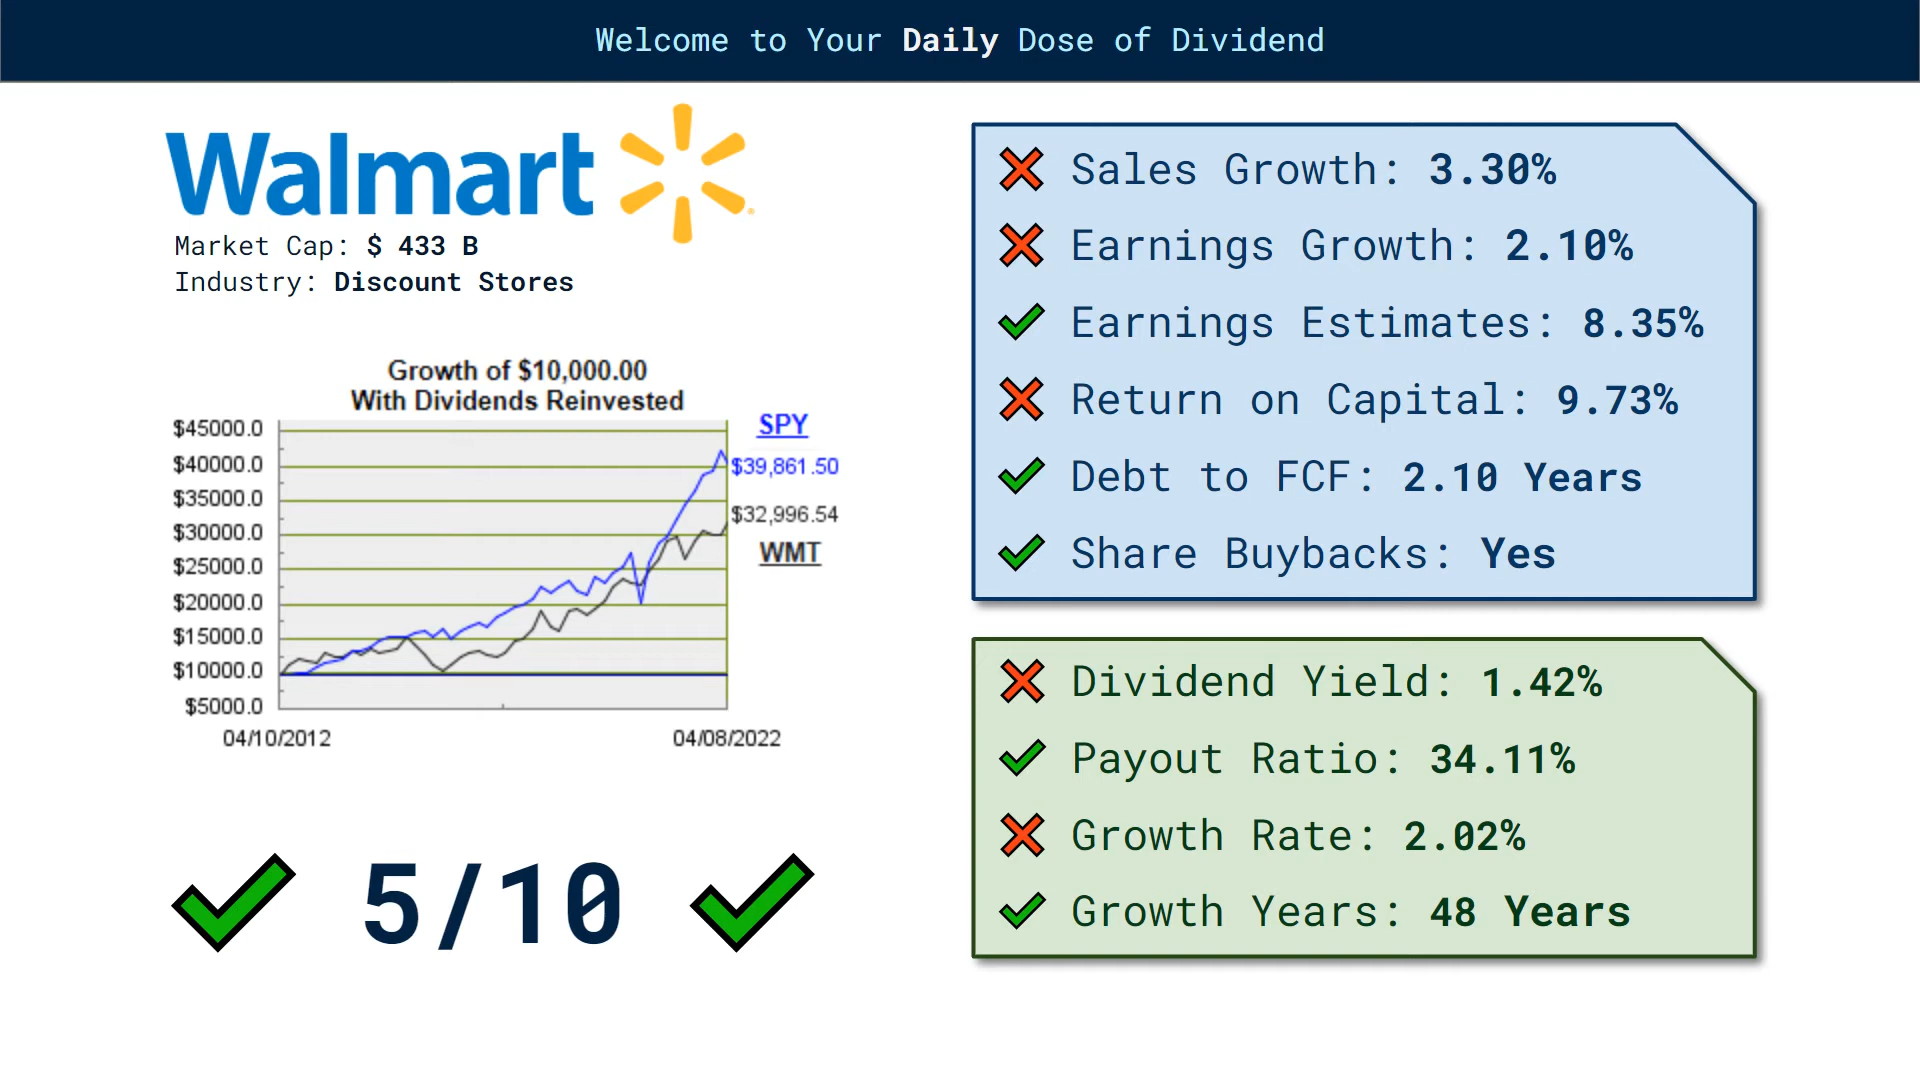 Welcome to Your Daily Dose of Dividend
Walmart
Market Cap: $ 433 B
Industry: Discount Stores
Growth of $10,000.00
With Dividends Reinvested
$45000.0
$40000.0
$35000.0
$30000.0
$25000.0
$20000.0
$15000.0
$10000.0
$5000.0
SPY
$39,861.50
$32,996.54
WMT
04/10/2012
04/08/2022
5/10
Sales Growth: 3.30%
Earnings Growth: 2.10%
Earnings Estimates: 8.35%
Return on Capital: 9.73%
Debt to FCF: 2.10 Years
Share Buybacks: Yes
Dividend Yield: 1.42%
Payout Ratio: 34.11%
Growth Rate: 2.02%
Growth Years: 48 Years